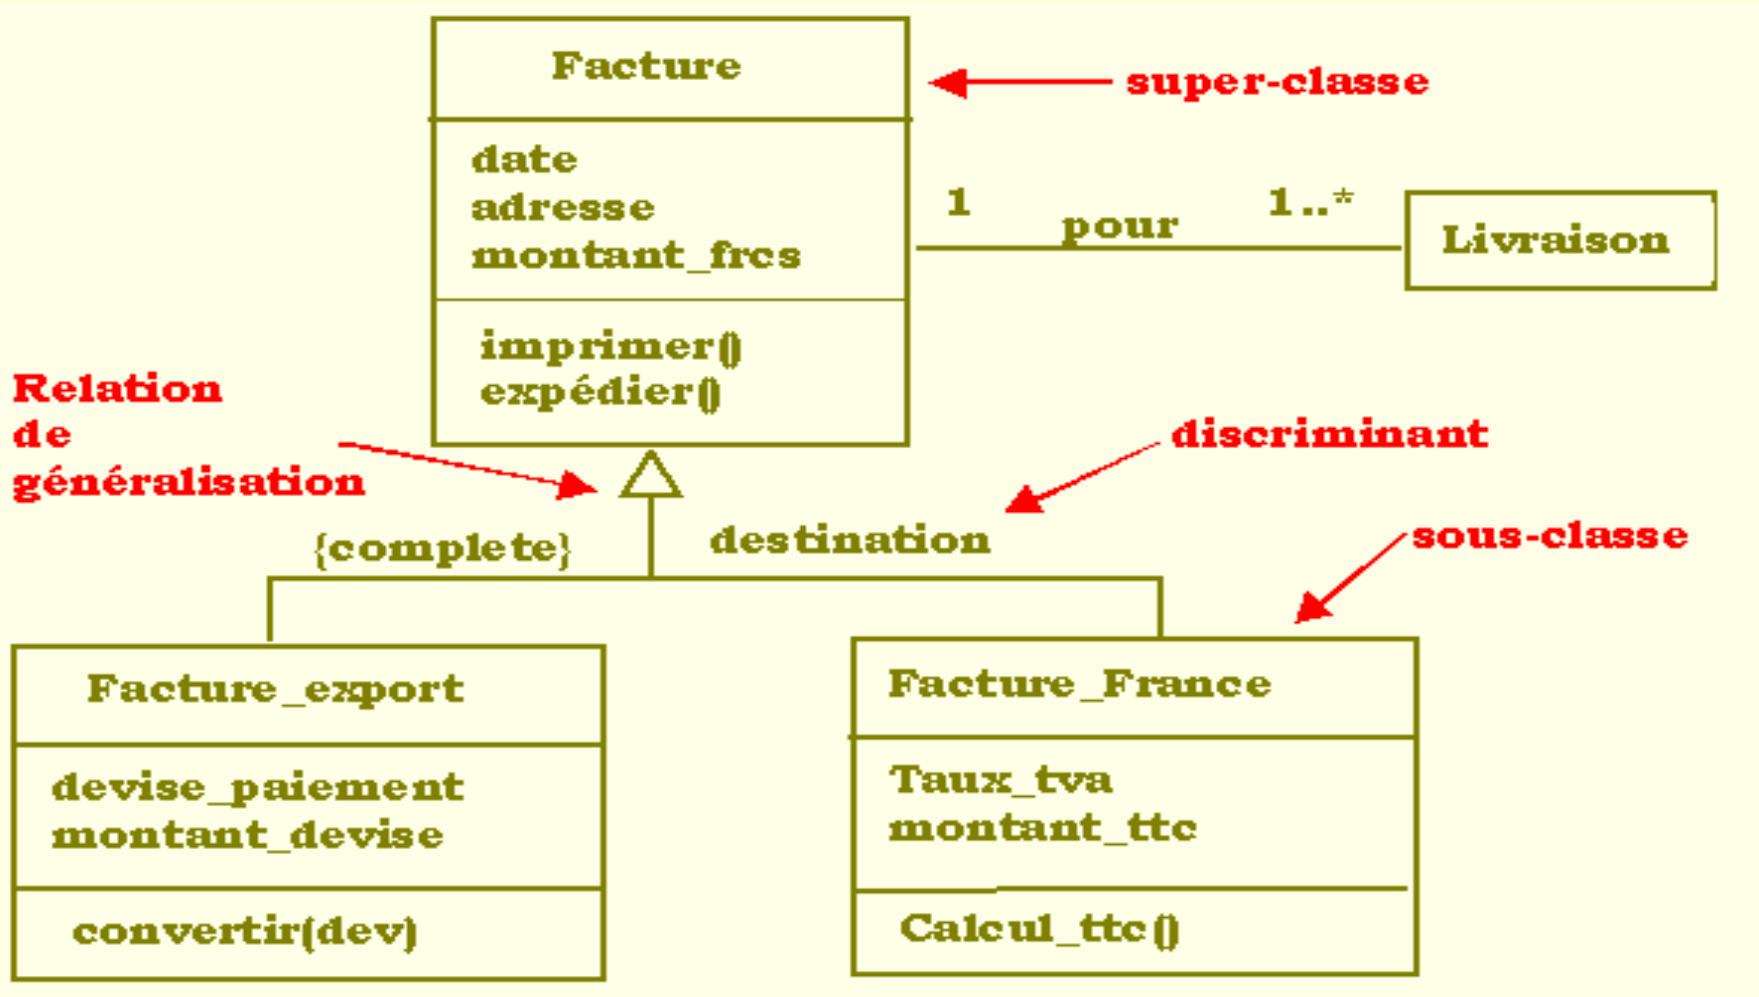 Facture
super-classe
date
adresse
montant_frcs
1
pour
1..*
Livraison
imprimer()
expédier()
Relation
de
généralisation
discriminant
{complete}
destination
sous-classe
Facture_export
devise_paiement
montant_devise
convertir(dev)
Facture_France
Taux_tva
montant_ttc
Calcul_ttc()